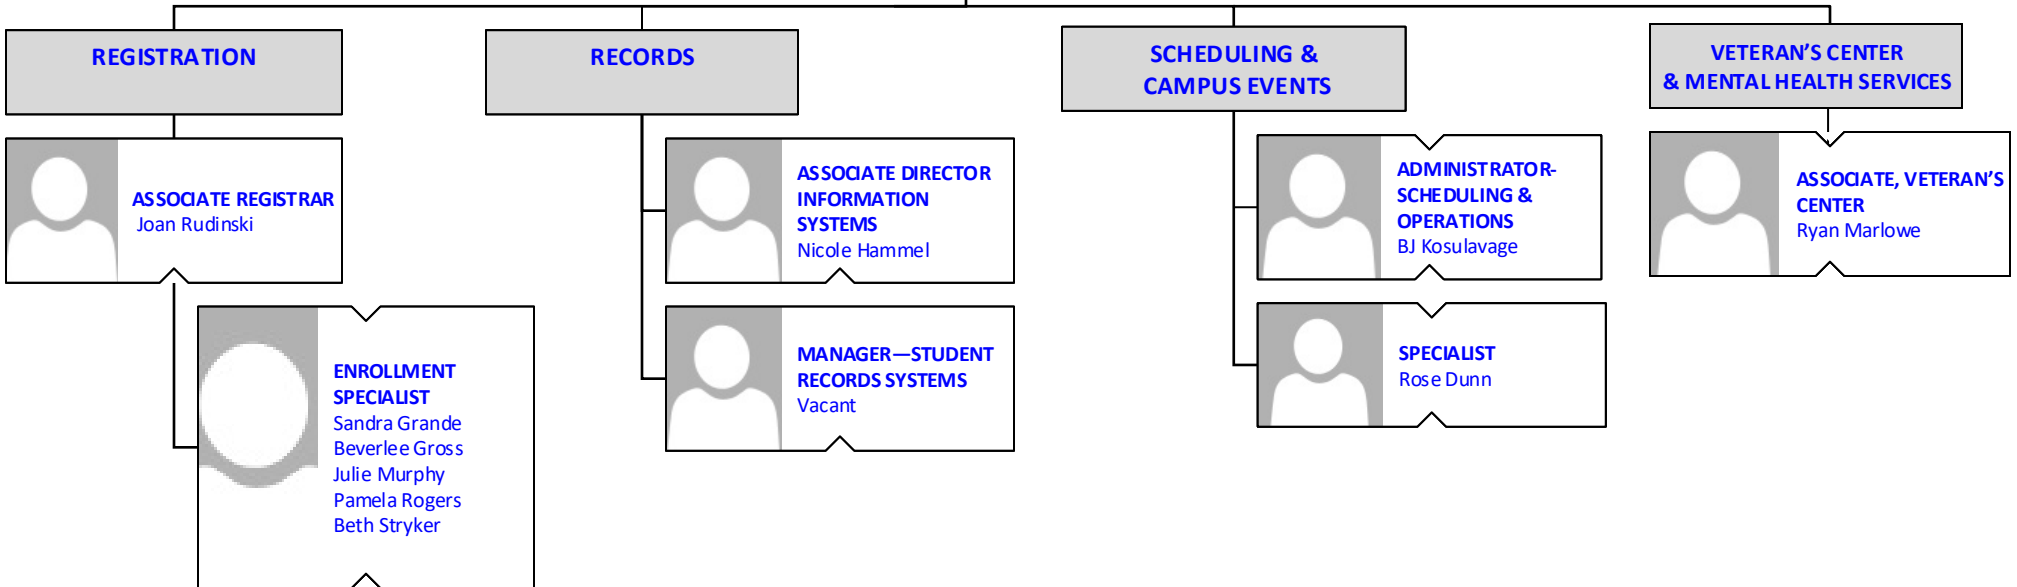 REGISTRATION
RECORDS
SCHEDULING &
CAMPUS EVENTS
VETERAN’S CENTER
& MENTAL HEALTH SERVICES
ASSOCIATE REGISTRAR
Joan Rudinski
ENROLLMENT
SPECIALIST
Sandra Grande
Beverlee Gross
Julie Murphy
Pamela Rogers
Beth Stryker
ASSOCIATE DIRECTOR
INFORMATION
SYSTEMS
Nicole Hammel
MANAGER—STUDENT
RECORDS SYSTEMS
Vacant
ADMINISTRATOR-
SCHEDULING &
OPERATIONS
BJ Kosulavage
SPECIALIST
Rose Dunn
ASSOCIATE, VETERAN’S
CENTER
Ryan Marlowe